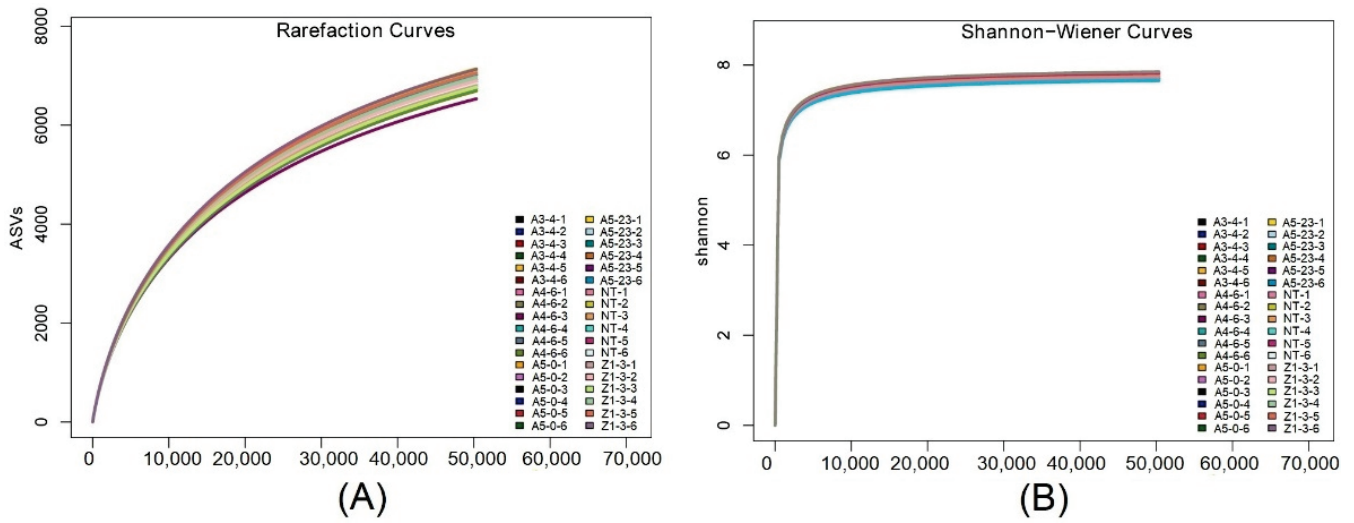 Rarefaction Curves
8000
6000
4000
2000
0
ASVs
A3-4-1 A5-23-1
A3-4-2 A5-23-2
A3-4-3 A5-23-3
A3-4-4 A5-23-4
A3-4-5 A5-23-5
A3-4-6 A5-23-6
A4-6-1 NT-1
A4-6-2 NT-2
A4-6-3 NT-3
A4-6-4 NT-4
A4-6-5 NT-5
A4-6-6 NT-6
A5-0-1 Z1-3-1
A5-0-2 Z1-3-2
A5-0-3 Z1-3-3
A5-0-4 Z1-3-4
A5-0-5 Z1-3-5
A5-0-6 Z1-3-6
0 10,000 20,000 30,000 40,000 50,000 60,000 70,000
(A)
Shannon−Wiener Curves
8
6
4
2
0
shannon
A3-4-1 A5-23-1
A3-4-2 A5-23-2
A3-4-3 A5-23-3
A3-4-4 A5-23-4
A3-4-5 A5-23-5
A3-4-6 A5-23-6
A4-6-1 NT-1
A4-6-2 NT-2
A4-6-3 NT-3
A4-6-4 NT-4
A4-6-5 NT-5
A4-6-6 NT-6
A5-0-1 Z1-3-1
A5-0-2 Z1-3-2
A5-0-3 Z1-3-3
A5-0-4 Z1-3-4
A5-0-5 Z1-3-5
A5-0-6 Z1-3-6
0 10,000 20,000 30,000 40,000 50,000 60,000 70,000
(B)